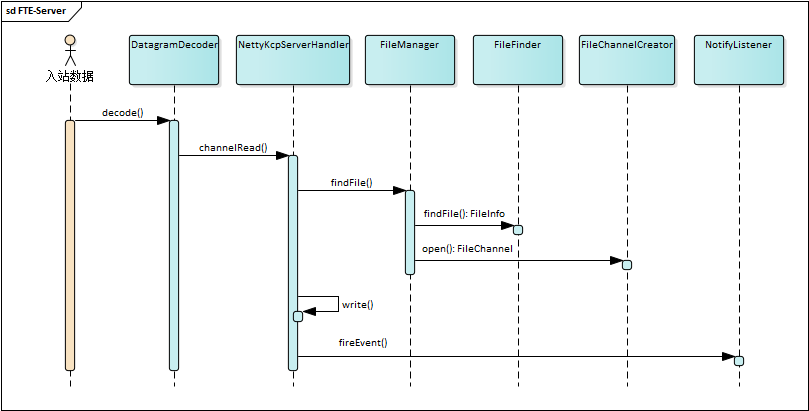 sd FTE-Server
DatagramDecoder
NettyKcpServerHandler
FileManager
FileFinder
FileChannelCreator
NotifyListener
入站数据
decode()
channelRead()
findFile()
findFile(): FileInfo
open(): FileChannel
write()
fireEvent()